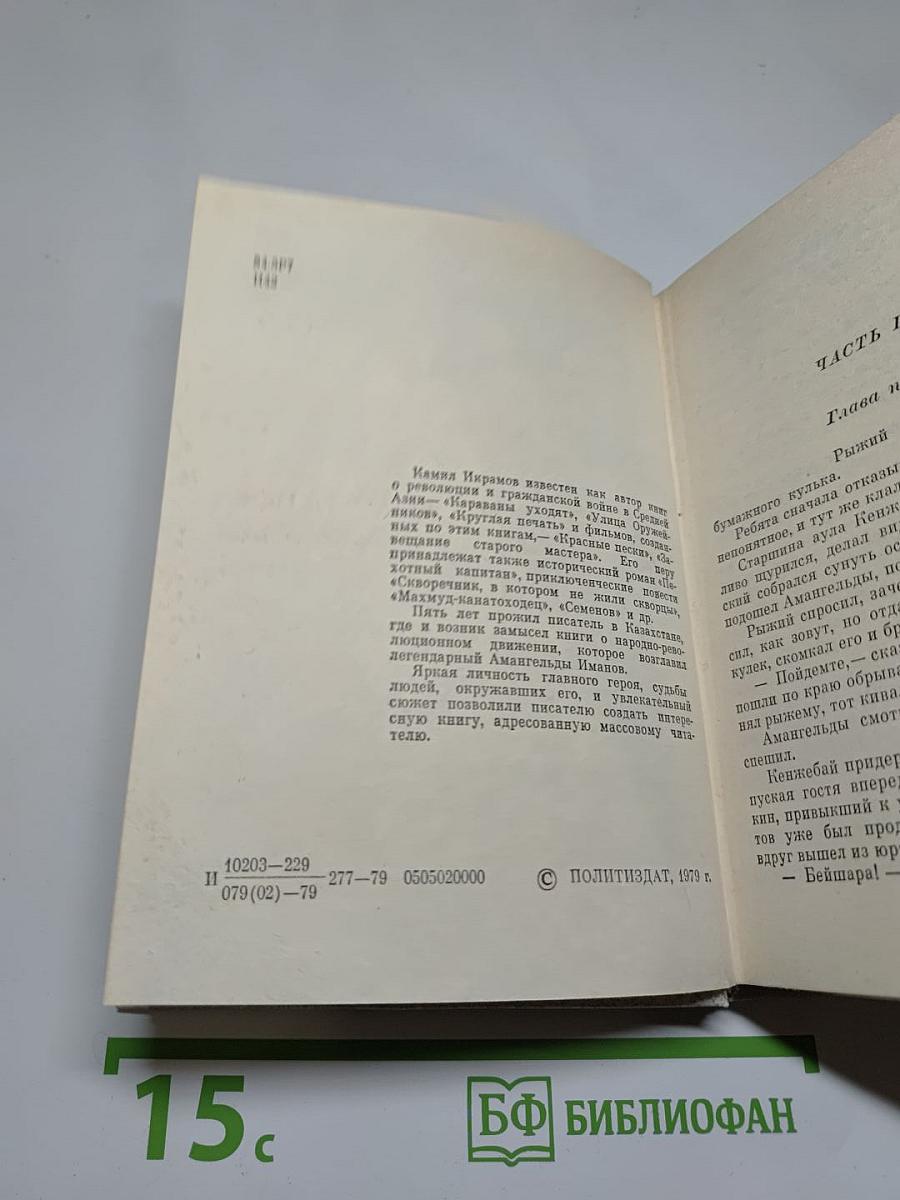 Камил Икрамов известен как автор книг
о революции и гражданской войне в Средней
Азии— «Караваны уходят», «Улица Оружей-
ников», «Круглая печать» и фильмов, создан-
ных по этим книгам,— «Красные пески», «За-
вещание старого мастера». Его перу
принадлежат также исторический роман «Пе-
хотный капитан», приключенческие повести
«Скворечник, в котором не жили скворцы»,
«Махмуд-канатоходец», «Семенов» и др.
Пять лет прожил писатель в Казахстане,
где и возник замысел книги о народно-рево-
люционном движении, которое возглавил
легендарный Амангельды Иманов.
Яркая личность главного героя, судьбы
людей, окружавших его, и увлекательный
сюжет позволили писателю создать интере-
сную книгу, адресованную массовому чита-
телю.
И 10203—229
079(02)—79 277—79 0505020000 © ПОЛИТИЗДАТ, 1979 г.
ЧАСТЬ
Глава
Рыжий
бумажного кулька.
Ребята сначала отказы
непонятное, и тут же клал
Старшина аула Кенж
ливо щурился, делал ви
ский собрался сунуть ос
подошел Амангельды, по
Рыжий спросил, заче
сил, как зовут, но отда
кулек, скомкал его и бр
— Пойдемте,— ска
пошли по краю обрыва
нял рыжему, тот кива
Амангельды смот
спешил.
Кенжебай придер
пуская гостя вперед
кин, привыкший к у
тов уже был прод
вдруг вышел из юрт
— Бейшара! —
15 с
БФ БИБЛИОФАН